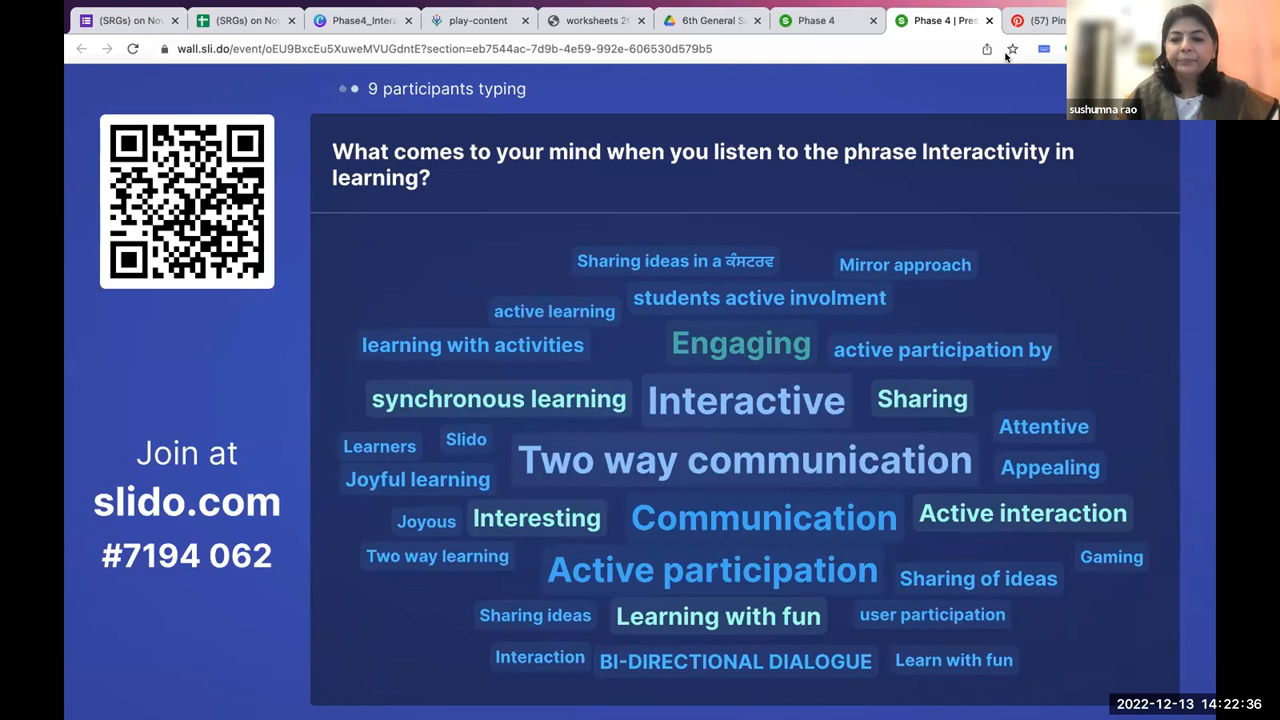 (SRGs) on Nov
(SRGs) on Nov
Phase4_Inter
play-content
worksheets 2
6th General S
Phase 4
Phase 4 | Pres
(57) Pin
wall.sli.do/event/oEU9BxcEu5XuweMVUGdntE?section=eb7544ac-7d9b-4e59-992e-606530d579b5
sushumna rao
9 participants typing
What comes to your mind when you listen to the phrase Interactivity in
learning?
Sharing ideas in a ਕੰਸਟਰਵ
Mirror approach
students active involment
active learning
learning with activities
Engaging
active participation by
synchronous learning
Interactive
Sharing
Attentive
Learners
Slido
Two way communication
Appealing
Joyful learning
Joyous
Interesting
Communication
Active interaction
Two way learning
Active participation
Sharing of ideas
Gaming
Sharing ideas
Learning with fun
user participation
Interaction
BI-DIRECTIONAL DIALOGUE
Learn with fun
Join at
slido.com
#7194 062
2022-12-13 14:22:36